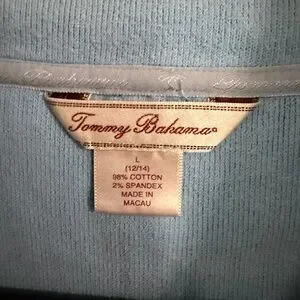 Tommy Bahama®
L
(12/14)
98% COTTON
2% SPANDEX
MADE IN
MACAU